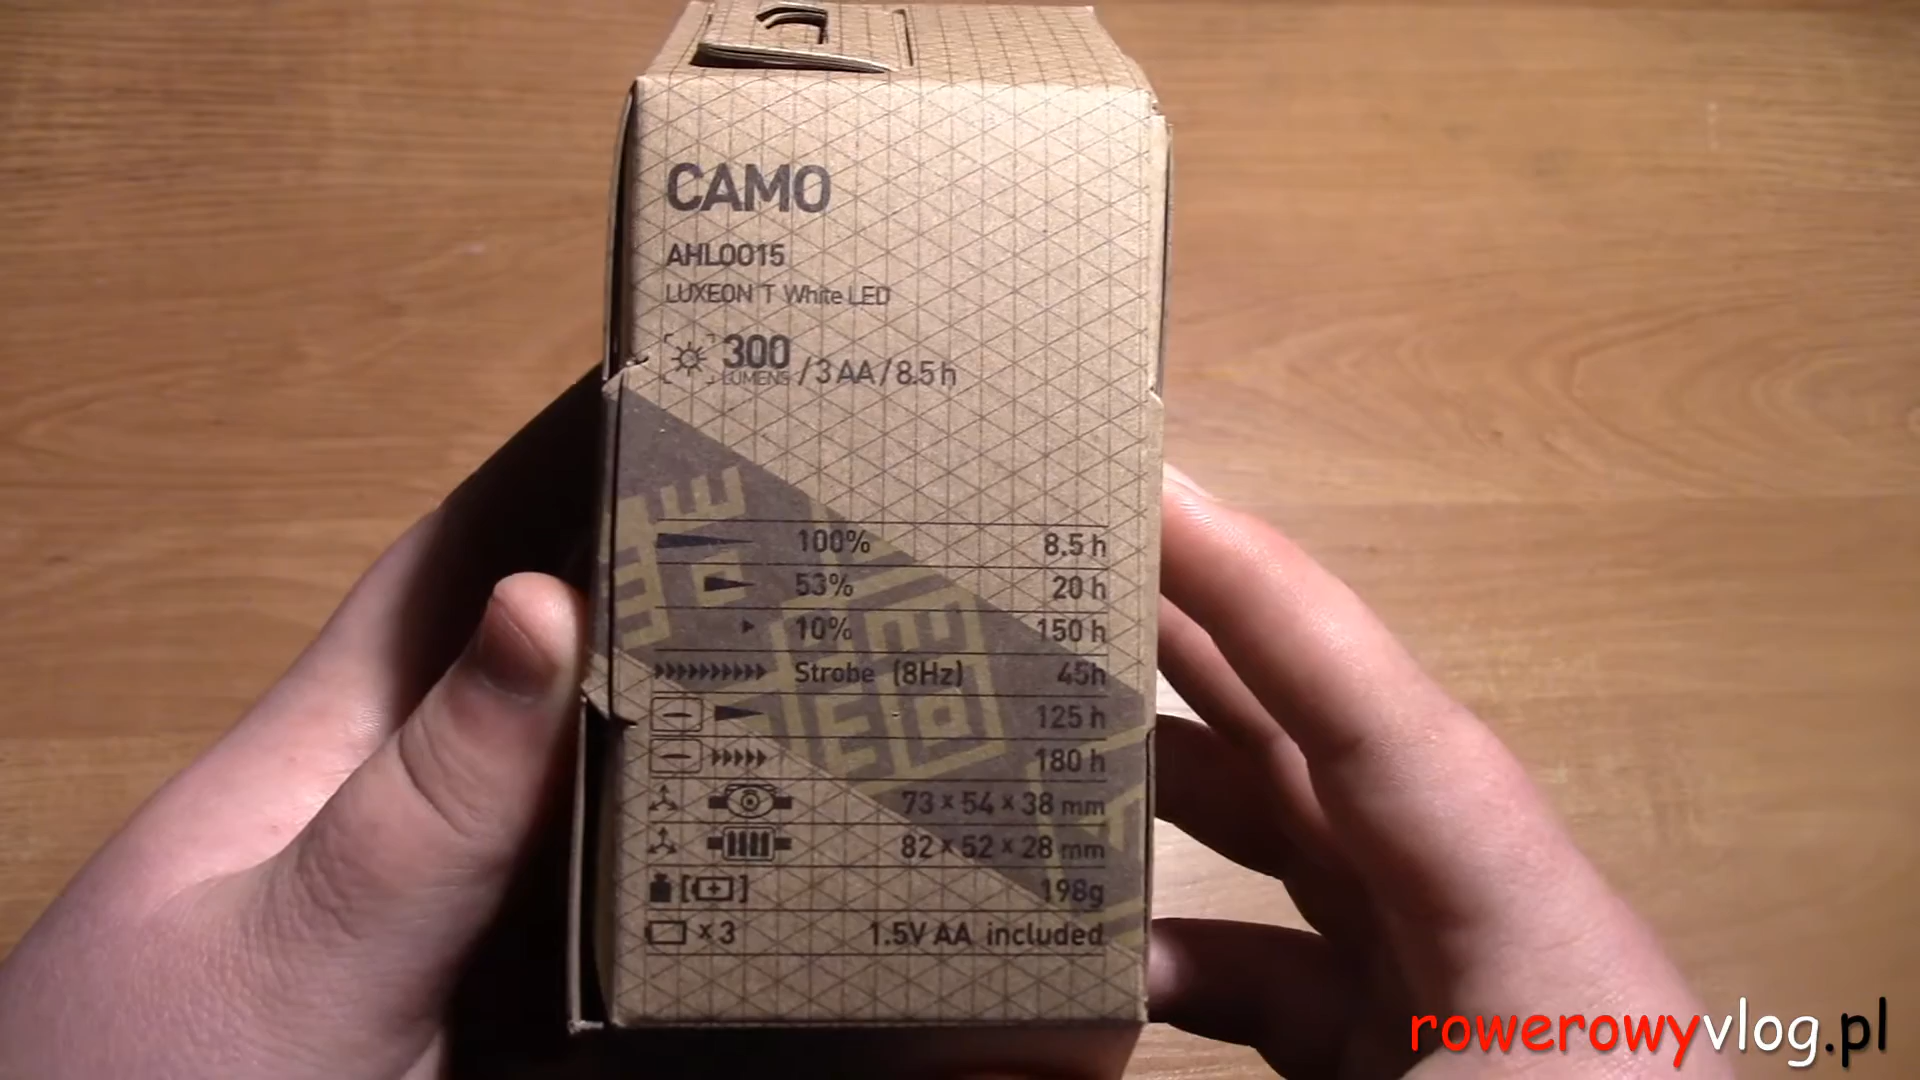 CAMO
AHL0015
LUXEON T White LED
300 LUMENS / 3 AA / 8.5 h
100% 8.5 h
53% 20 h
10% 150 h
Strobe (8Hz) 45h
125 h
180 h
73 × 54 × 38 mm
82 × 52 × 28 mm
198g
× 3 1.5V AA included
rowerowyvlog.pl